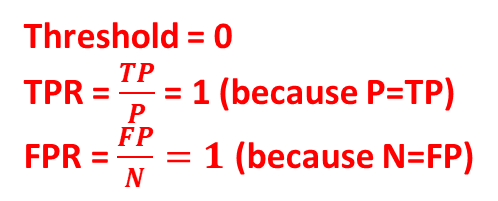 Threshold = 0
TPR = TP/P = 1 (because P=TP)
FPR = FP/N = 1 (because N=FP)